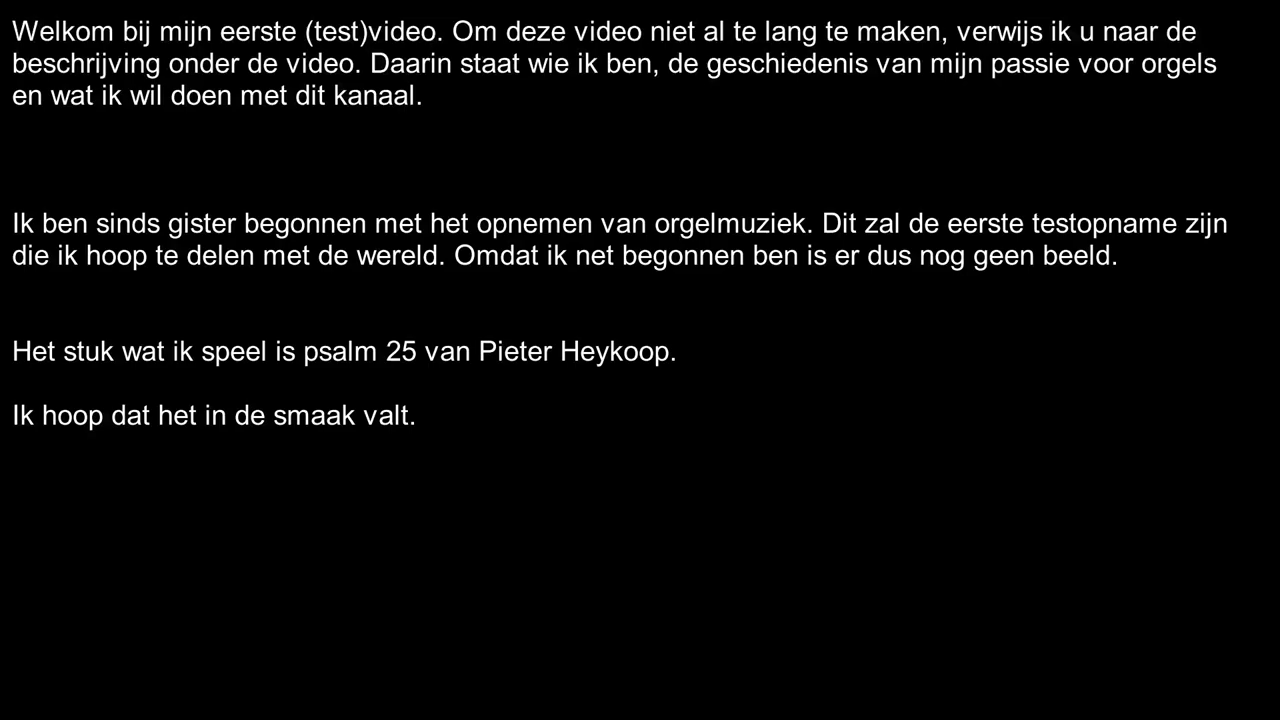 Welkom bij mijn eerste (test)video. Om deze video niet al te lang te maken, verwijs ik u naar de
beschrijving onder de video. Daarin staat wie ik ben, de geschiedenis van mijn passie voor orgels
en wat ik wil doen met dit kanaal.
Ik ben sinds gister begonnen met het opnemen van orgelmuziek. Dit zal de eerste testopname zijn
die ik hoop te delen met de wereld. Omdat ik net begonnen ben is er dus nog geen beeld.
Het stuk wat ik speel is psalm 25 van Pieter Heykoop.
Ik hoop dat het in de smaak valt.